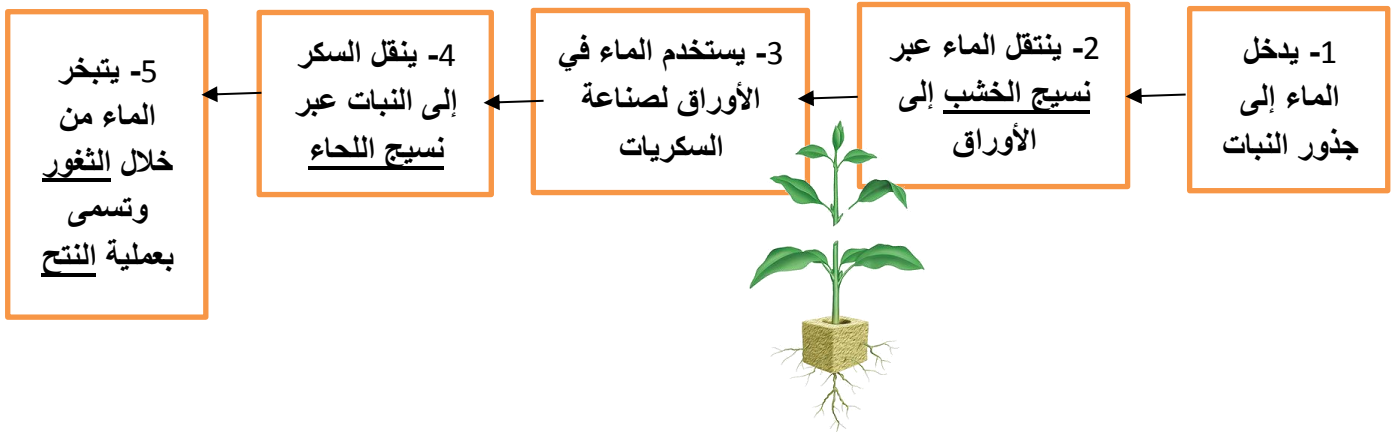 1- يدخل
الماء إلى
جذور النبات
2- ينتقل الماء عبر
نسيج الخشب إلى
الأوراق
3- يستخدم الماء في
الأوراق لصناعة
السكريات
4- ينقل السكر
إلى النبات عبر
نسيج اللحاء
5- يتبخر
الماء من
خلال الثغور
وتسمى
بعملية النتح